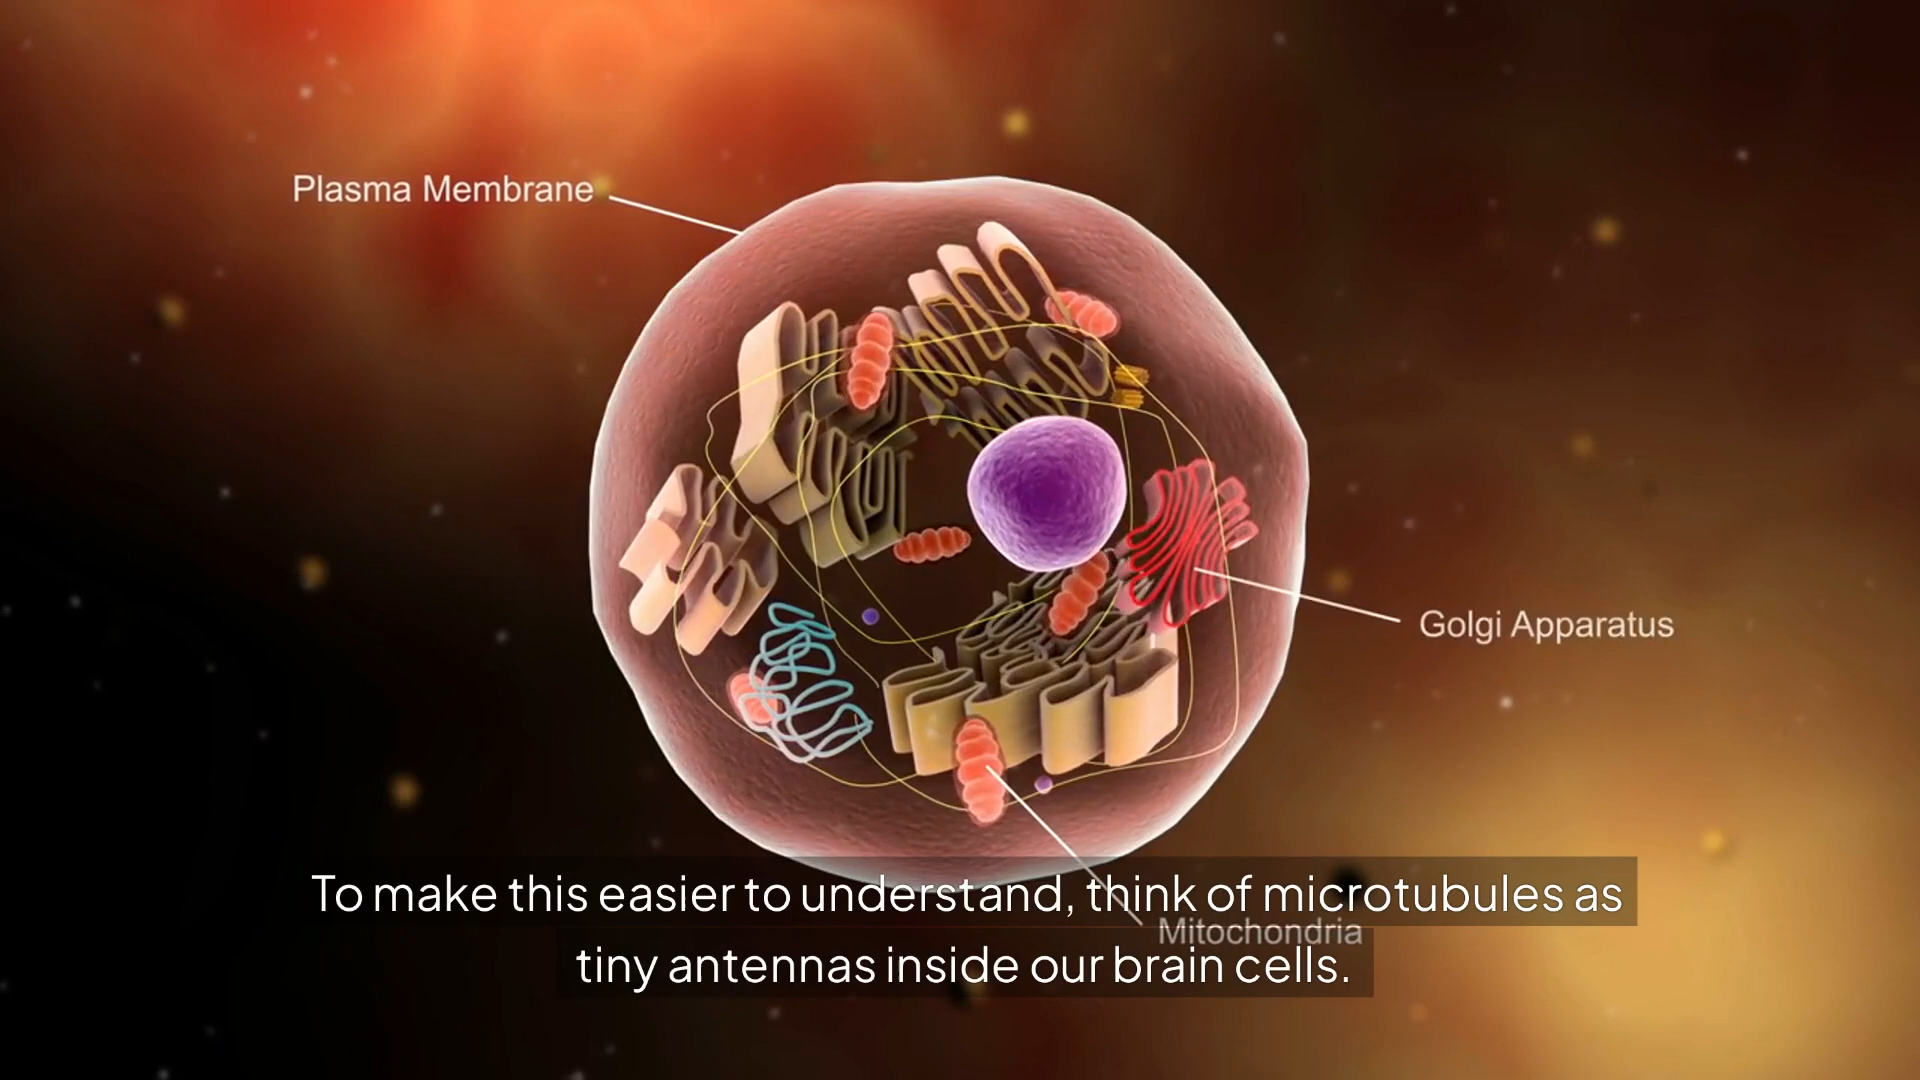 Plasma Membrane
Golgi Apparatus
To make this easier to understand, think of microtubules as
Mitochondria
tiny antennas inside our brain cells.